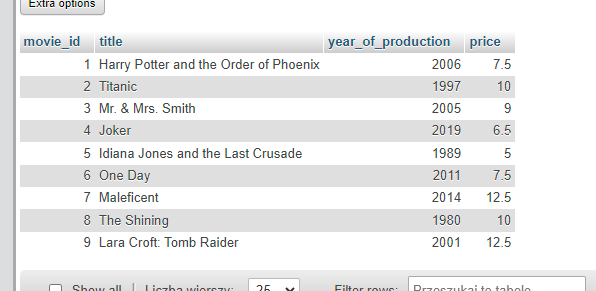 Extra options
movie_id title year_of_production price
1 Harry Potter and the Order of Phoenix 2006 7.5
2 Titanic 1997 10
3 Mr. & Mrs. Smith 2005 9
4 Joker 2019 6.5
5 Idiana Jones and the Last Crusade 1989 5
6 One Day 2011 7.5
7 Maleficent 2014 12.5
8 The Shining 1980 10
9 Lara Croft: Tomb Raider 2001 12.5
Show all | Liczba wierszy: 25 Filter rows: Przeszukaj tę tabelę